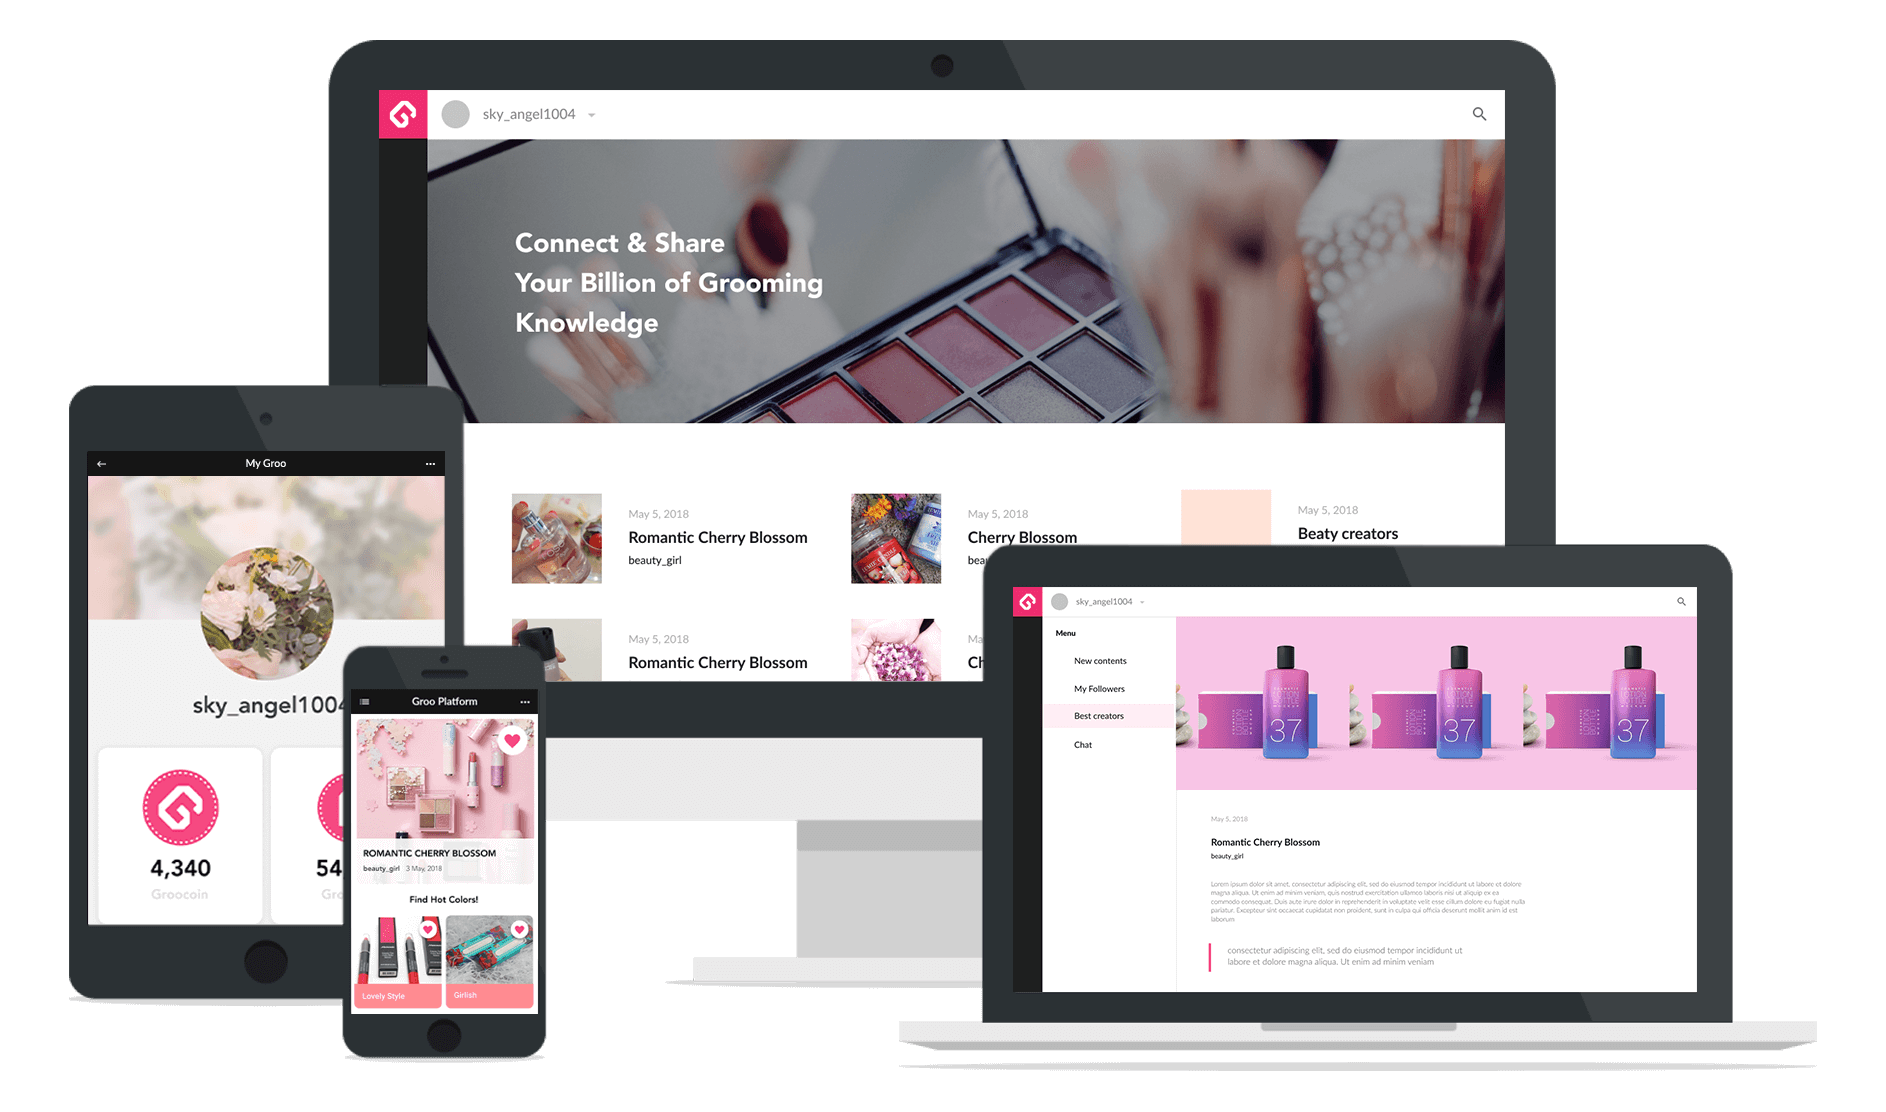 sky_angel1004
Connect & Share
Your Billion of Grooming
Knowledge
May 5, 2018
Romantic Cherry Blossom
beauty_girl
May 5, 2018
Cherry Blossom
May 5, 2018
Beaty creators
May 5, 2018
Romantic Cherry Blossom
My Groo
sky_angel1004
4,340
Groocoin
54
Gro
Groo Platform
ROMANTIC CHERRY BLOSSOM
beauty_girl 3 May, 2018
Find Hot Colors!
Lovely Style
Girlish
sky_angel1004
Menu
New contents
My Followers
Best creators
Chat
37
37
37
May 5, 2018
Romantic Cherry Blossom
beauty_girl
Lorem ipsum dolor sit amet, consectetur adipiscing elit, sed do eiusmod tempor incididunt ut labore et dolore
magna aliqua. Ut enim ad minim veniam, quis nostrud exercitation ullamco laboris nisi ut aliquip ex ea
commodo consequat. Duis aute irure dolor in reprehenderit in voluptate velit esse cillum dolore eu fugiat nulla
pariatur. Excepteur sint occaecat cupidatat non proident, sunt in culpa qui officia deserunt mollit anim id est
laborum
consectetur adipiscing elit, sed do eiusmod tempor incididunt ut
labore et dolore magna aliqua. Ut enim ad minim veniam